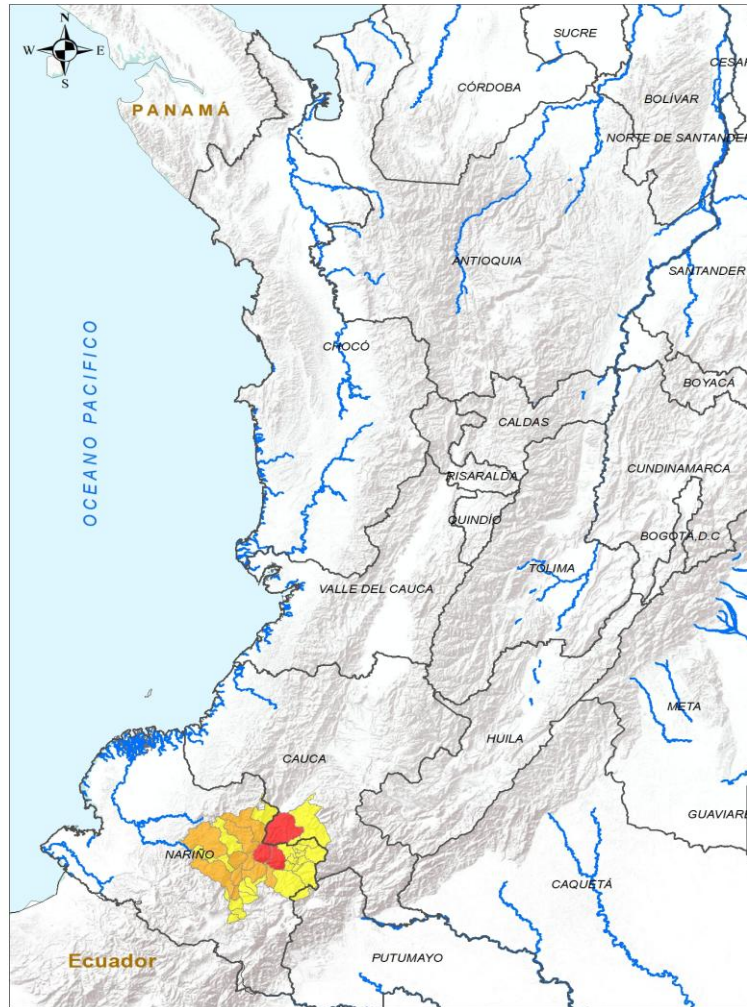 N
W E
S
SUCRE
CÓRDOBA
CESAR
PANAMÁ
BOLÍVAR
NORTE DE SANTANDER
ANTIOQUIA
SANTANDER
OCEANO PACIFICO
CHOCÓ
BOYACÁ
CALDAS
RISARALDA
CUNDINAMARCA
QUINDÍO
BOGOTÁ,D.C
TOLIMA
VALLE DEL CAUCA
META
HUILA
CAUCA
GUAVIARE
NARIÑO
CAQUETÁ
Ecuador
PUTUMAYO